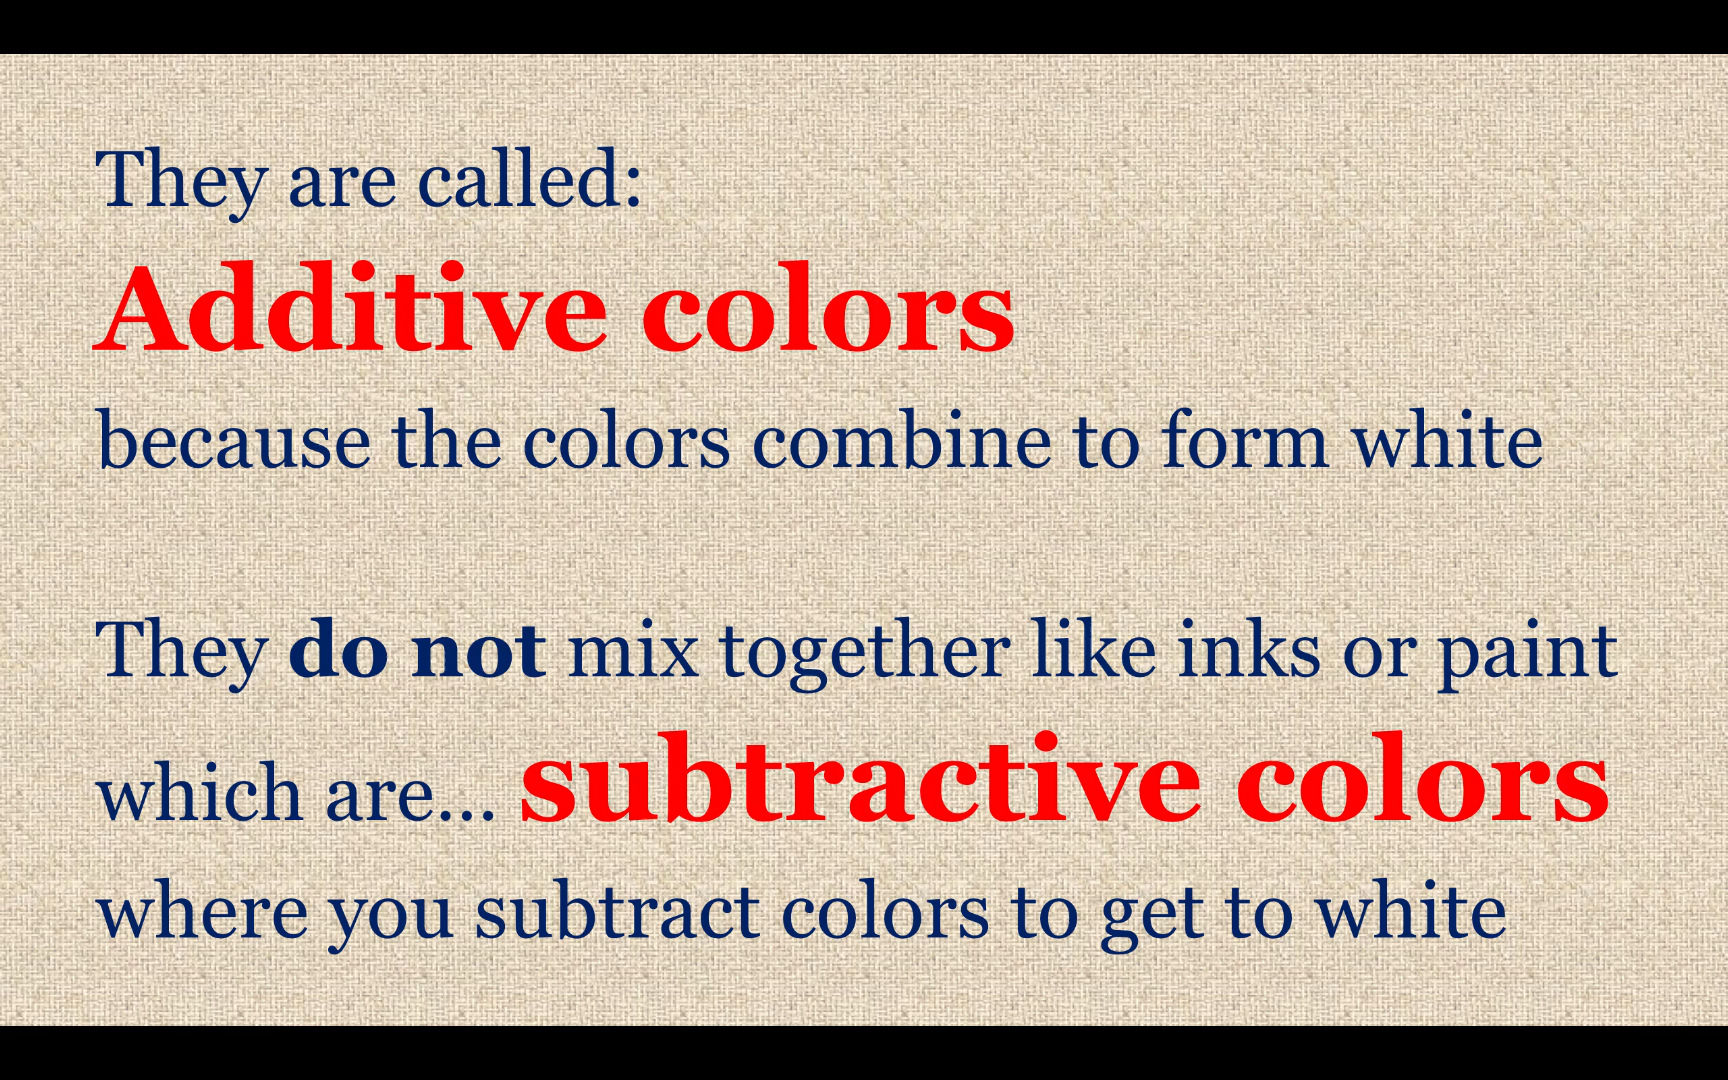 They are called:
Additive colors
because the colors combine to form white
They do not mix together like inks or paint
which are... subtractive colors
where you subtract colors to get to white